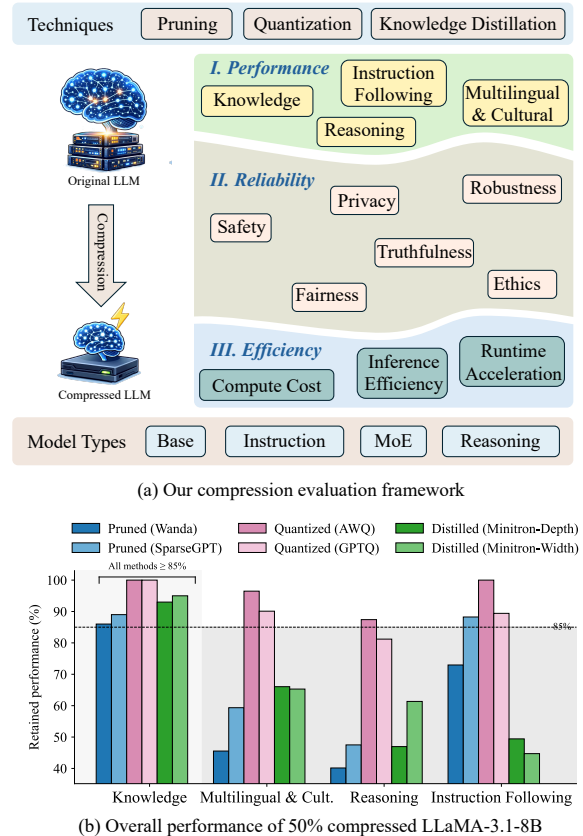 Techniques Pruning Quantization Knowledge Distillation
I. Performance
Instruction
Following
Knowledge
Multilingual
& Cultural
Reasoning
Original LLM
II. Reliability
Robustness
Privacy
Safety
Truthfulness
Ethics
Fairness
Compression
III. Efficiency
Compute Cost
Inference
Efficiency
Runtime
Acceleration
Compressed LLM
Model Types Base Instruction MoE Reasoning
(a) Our compression evaluation framework
Pruned (Wanda) Quantized (AWQ) Distilled (Minitron-Depth)
Pruned (SparseGPT) Quantized (GPTQ) Distilled (Minitron-Width)
All methods ≥ 85%
Retained performance (%)
100
90
85%
80
70
60
50
40
Knowledge Multilingual & Cult. Reasoning Instruction Following
(b) Overall performance of 50% compressed LLaMA-3.1-8B